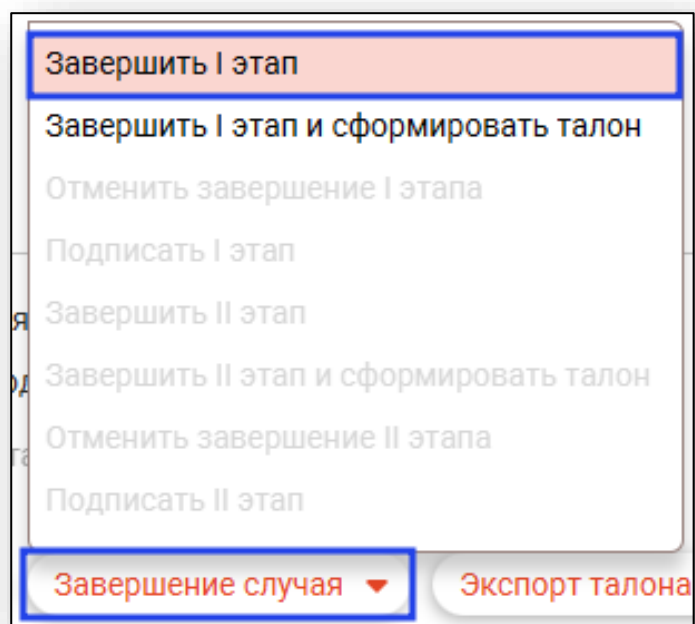 Завершить I этап
Завершить I этап и сформировать талон
Отменить завершение I этапа
Подписать I этап
Завершить II этап
Завершить II этап и сформировать талон
Отменить завершение II этапа
Подписать II этап
Завершение случая
Экспорт талона